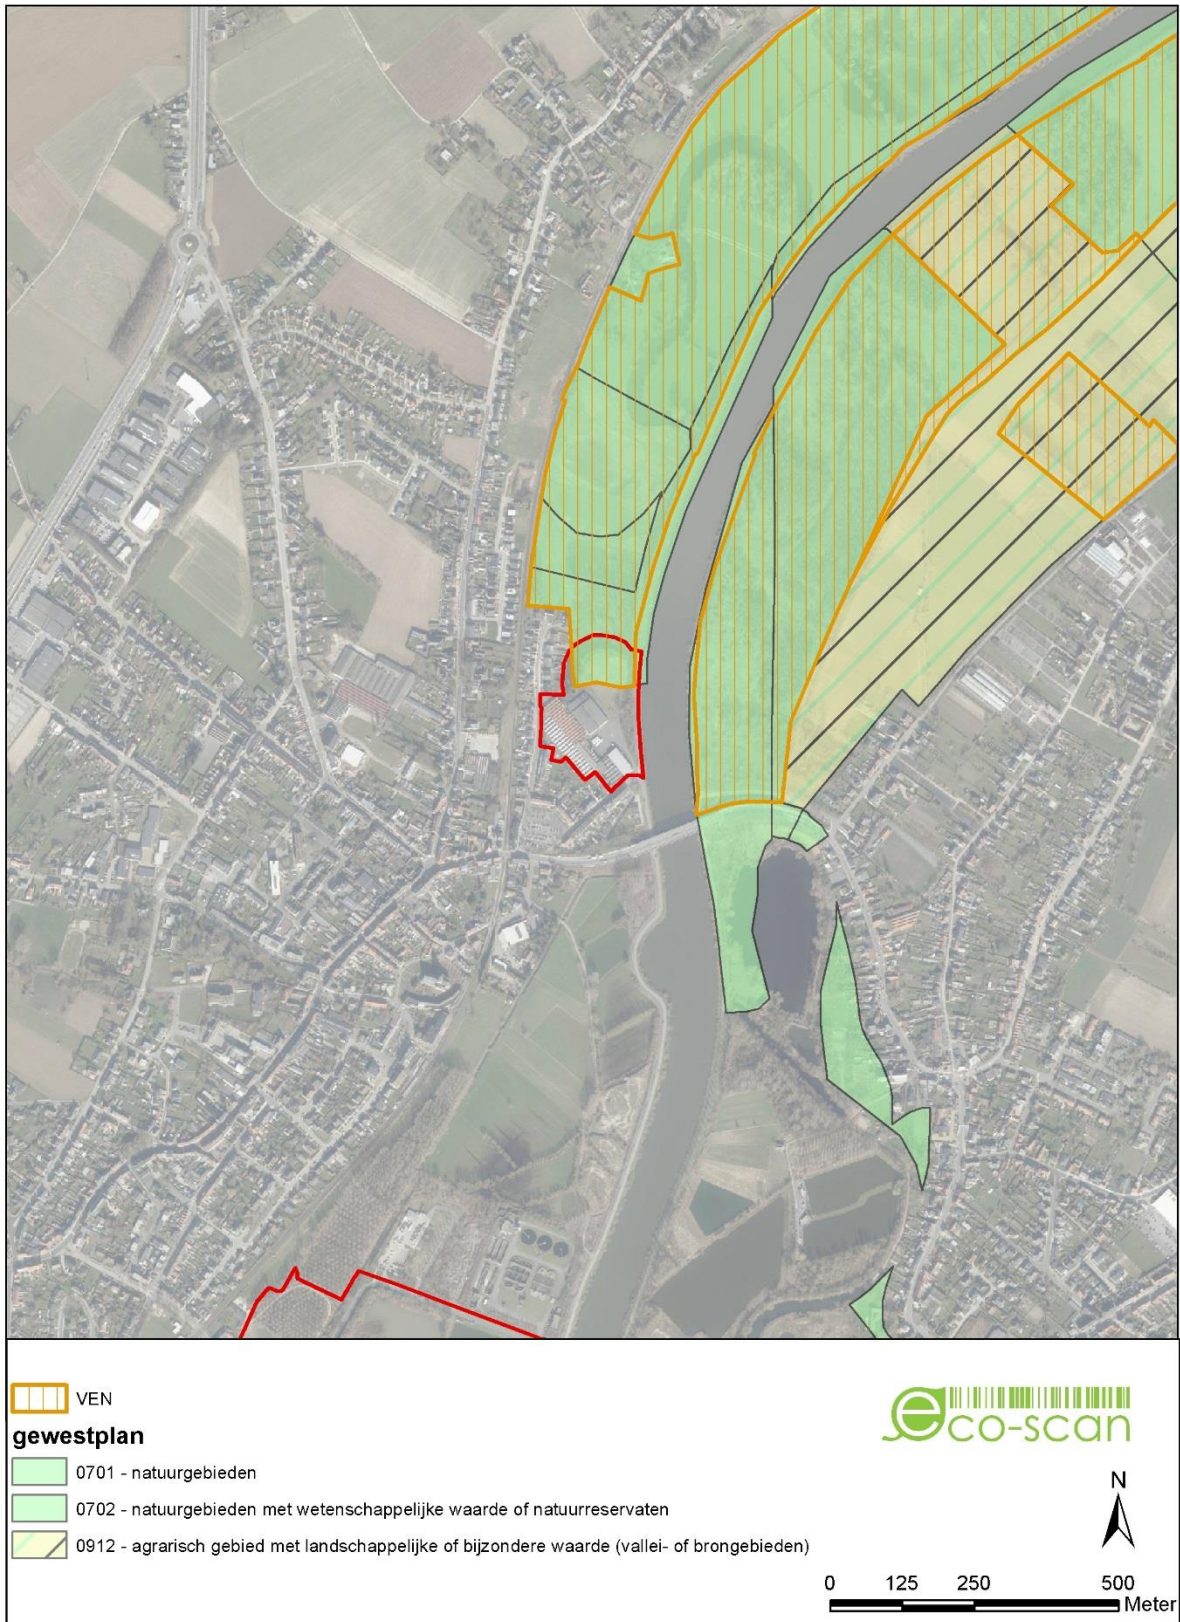 VEN
gewestplan
0701 - natuurgebieden
0702 - natuurgebieden met wetenschappelijke waarde of natuurreservaten
0912 - agrarisch gebied met landschappelijke of bijzondere waarde (vallei- of brongebieden)
eco-scan
N
0 125 250 500
Meter